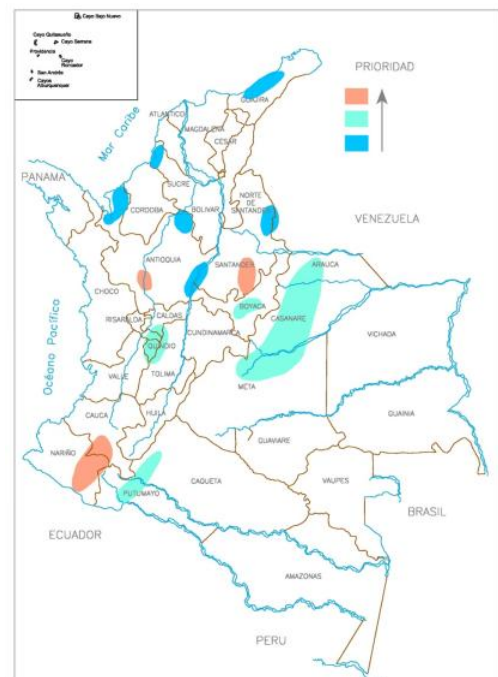 Cayo Bajo Nuevo
Cayo Quitasueño
Cayo Serrana
Providencia
Cayo
Roncador
San Andrés
Cayos
Alburquerque
PRIORIDAD
GUAJIRA
ATLANTICO
Mar Caribe
MAGDALENA
CESAR
PANAMA
SUCRE
CORDOBA
BOLIVAR
NORTE
DE
SANTANDER
VENEZUELA
ANTIOQUIA
SANTANDER
ARAUCA
CHOCO
BOYACA
CASANARE
Océano Pacífico
RISARALDA
CALDAS
CUNDINAMARCA
VICHADA
QUINDIO
VALLE
TOLIMA
META
CAUCA
HUILA
GUAINIA
GUAVIARE
NARIÑO
CAQUETA
VAUPES
PUTUMAYO
BRASIL
ECUADOR
AMAZONAS
PERU